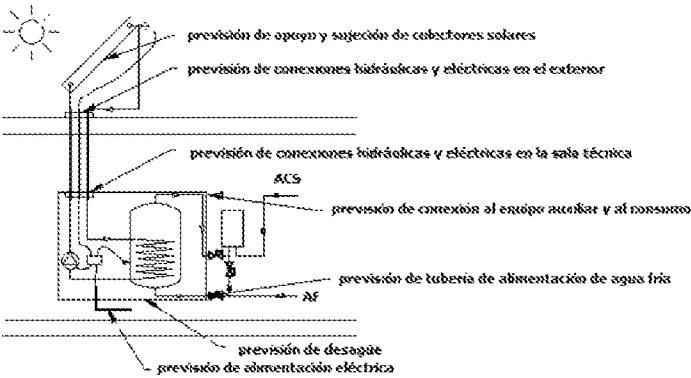 previsión de apoyo y sujeción de colectores solares
previsión de conexiones hidráulicas y eléctricas en el exterior
previsión de conexiones hidráulicas y eléctricas en la sala técnica
ACS
previsión de conexión al equipo auxiliar y al consumo
previsión de tubería de alimentación de agua fría
AF
previsión de desagüe
previsión de alimentación eléctrica